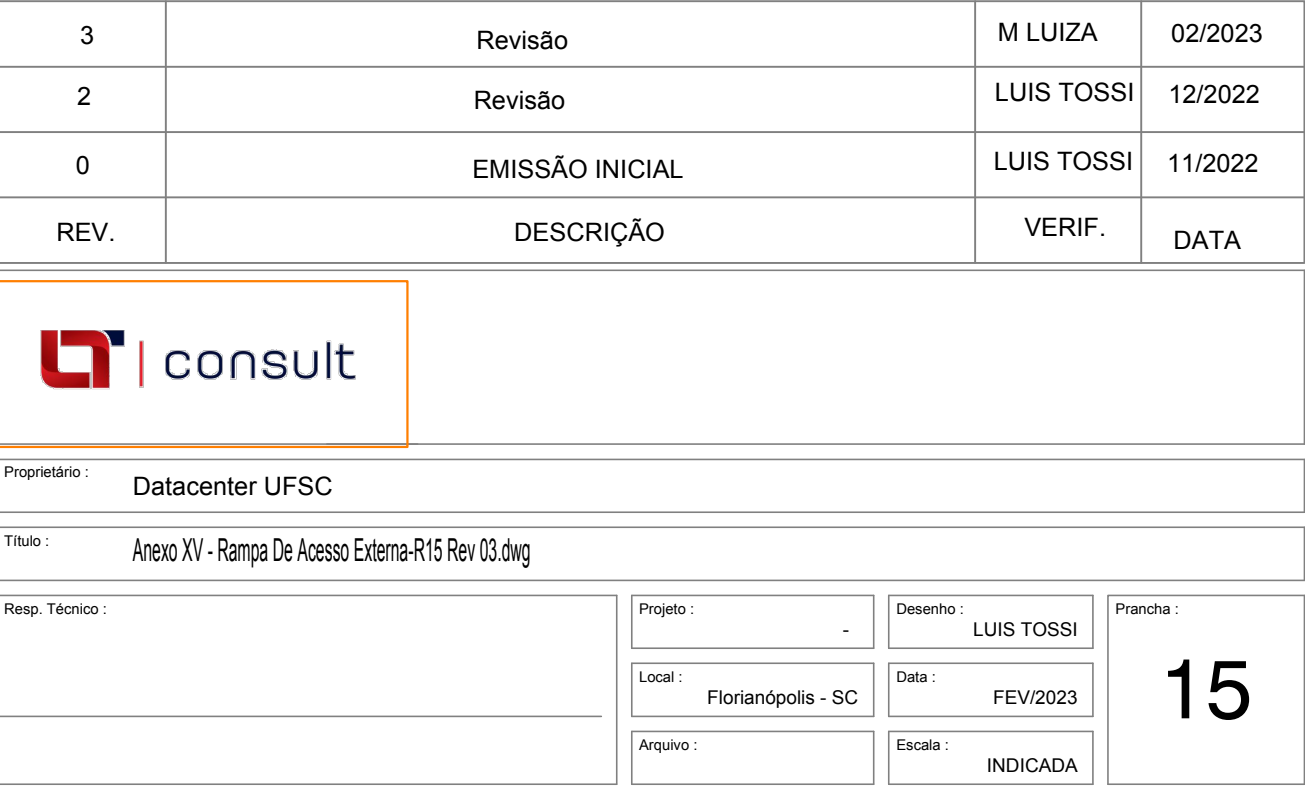 3 Revisão M LUIZA 02/2023
2 Revisão LUIS TOSSI 12/2022
0 EMISSÃO INICIAL LUIS TOSSI 11/2022
REV. DESCRIÇÃO VERIF. DATA
LT | consult
Proprietário : Datacenter UFSC
Título : Anexo XV - Rampa De Acesso Externa-R15 Rev 03.dwg
Resp. Técnico :
Projeto : -
Desenho : LUIS TOSSI
Prancha : 15
Local : Florianópolis - SC
Data : FEV/2023
Arquivo :
Escala : INDICADA